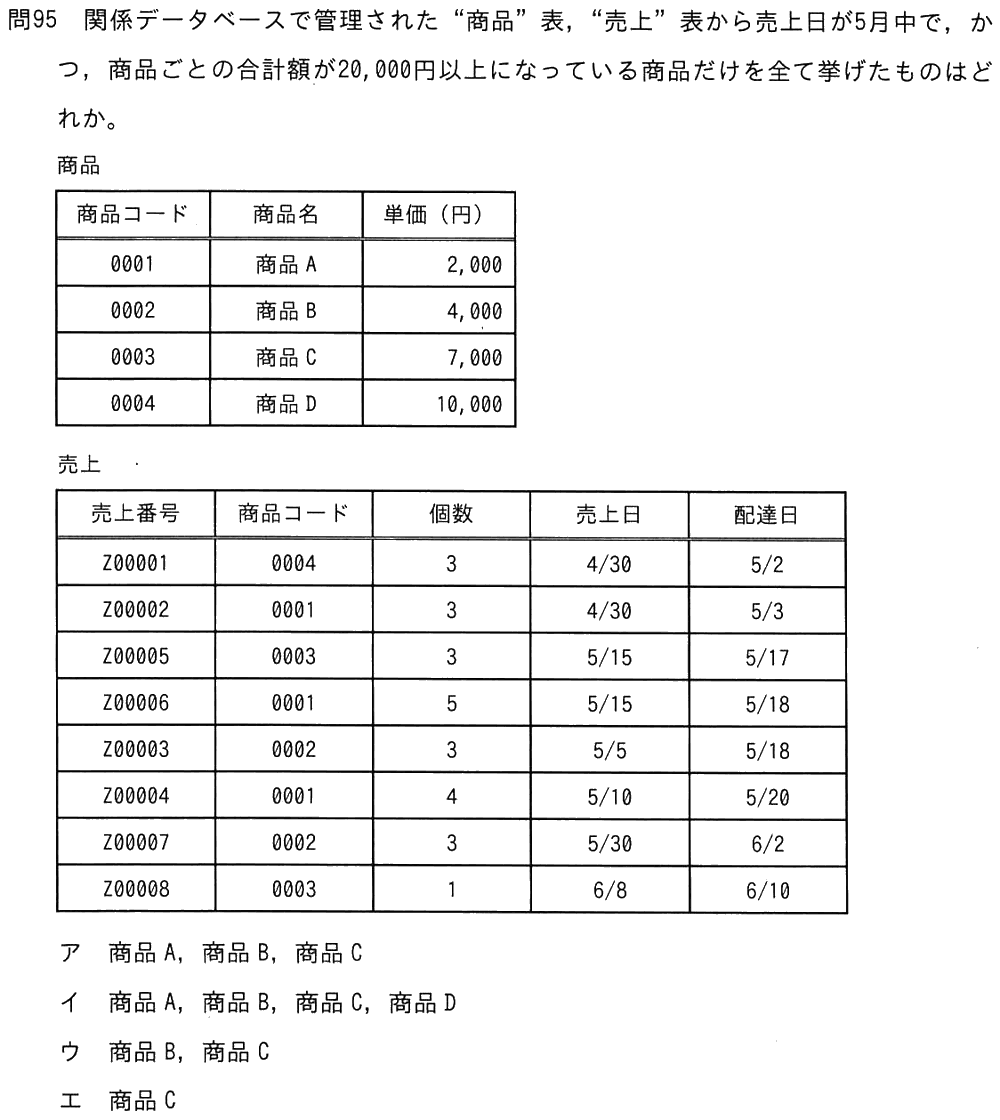 問95 関係データベースで管理された“商品”表，“売上”表から売上日が5月中で，か
つ，商品ごとの合計額が20,000円以上になっている商品だけを全て挙げたものはど
れか。
商品
商品コード 商品名 単価（円）
0001 商品A 2,000
0002 商品B 4,000
0003 商品C 7,000
0004 商品D 10,000
売上
売上番号 商品コード 個数 売上日 配達日
Z00001 0004 3 4/30 5/2
Z00002 0001 3 4/30 5/3
Z00005 0003 3 5/15 5/17
Z00006 0001 5 5/15 5/18
Z00003 0002 3 5/5 5/18
Z00004 0001 4 5/10 5/20
Z00007 0002 3 5/30 6/2
Z00008 0003 1 6/8 6/10
ア 商品A，商品B，商品C
イ 商品A，商品B，商品C，商品D
ウ 商品B，商品C
エ 商品C